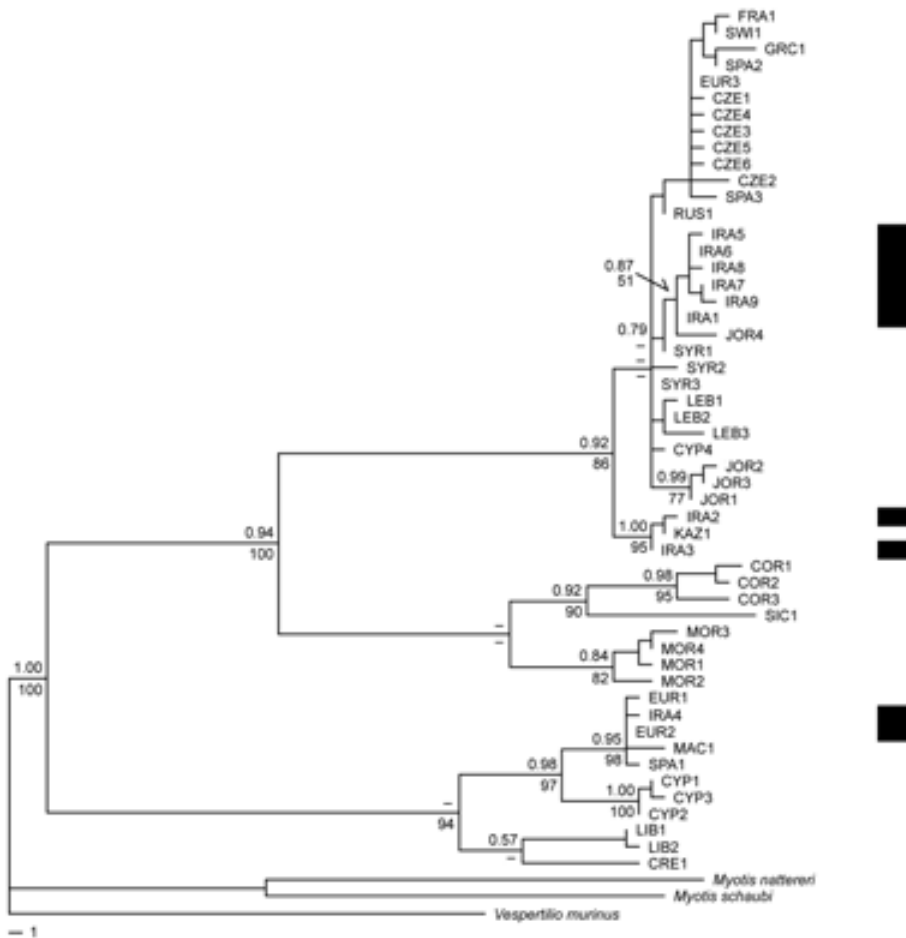 FRA1
SWI1
GRC1
SPA2
EUR3
CZE1
CZE4
CZE3
CZE5
CZE6
CZE2
SPA3
RUS1
IRA5
IRA6
0.87
IRA8
51
IRA7
IRA9
IRA1
0.79
JOR4
–
SYR1
–
SYR2
–
SYR3
LEB1
LEB2
LEB3
0.92
CYP4
86
0.99
JOR2
JOR3
77
JOR1
0.94
1.00
IRA2
KAZ1
100
95
IRA3
COR1
0.98
COR2
0.92
95
COR3
90
SIC1
–
MOR3
–
MOR4
0.84
MOR1
1.00
82
MOR2
100
EUR1
IRA4
EUR2
0.95
MAC1
98
SPA1
0.98
CYP1
97
1.00
CYP3
–
100
CYP2
94
LIB1
0.57
LIB2
–
CRE1
Myotis nattereri
Myotis schaubi
Vespertilio murinus
1